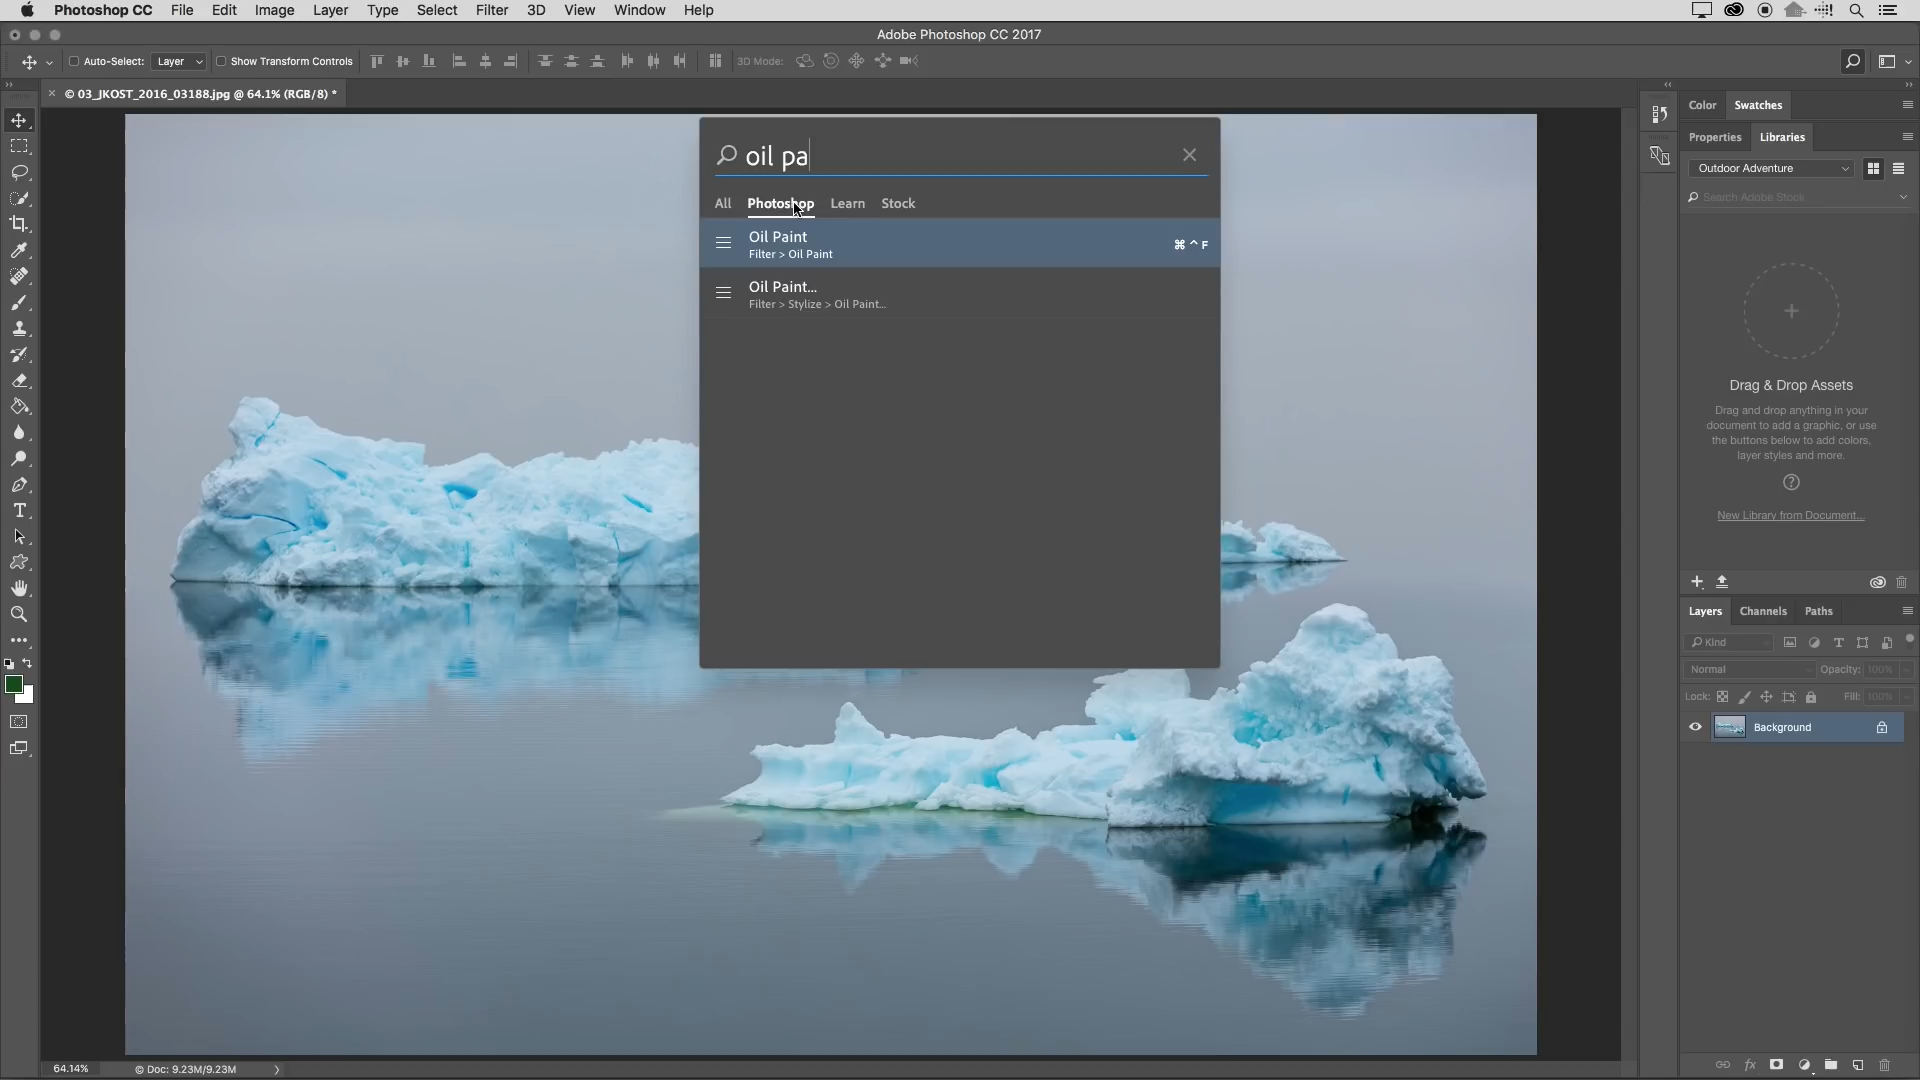 Photoshop CC File Edit Image Layer Type Select Filter 3D View Window Help
Adobe Photoshop CC 2017
Auto-Select: Layer Show Transform Controls 3D Mode:
© 03_JKOST_2016_03188.jpg @ 64.1% (RGB/8) *
oil pa
All Photoshop Learn Stock
Oil Paint
Filter > Oil Paint
⌘ ^ F
Oil Paint...
Filter > Stylize > Oil Paint...
Color Swatches
Properties Libraries
Outdoor Adventure
Search Adobe Stock
Drag & Drop Assets
Drag and drop anything in your
document to add a graphic, or use
the buttons below to add colors,
layer styles and more.
New Library from Document...
Layers Channels Paths
Kind
Normal Opacity: 100%
Lock: Fill: 100%
Background
fx
64.14% © Doc: 9.23M/9.23M